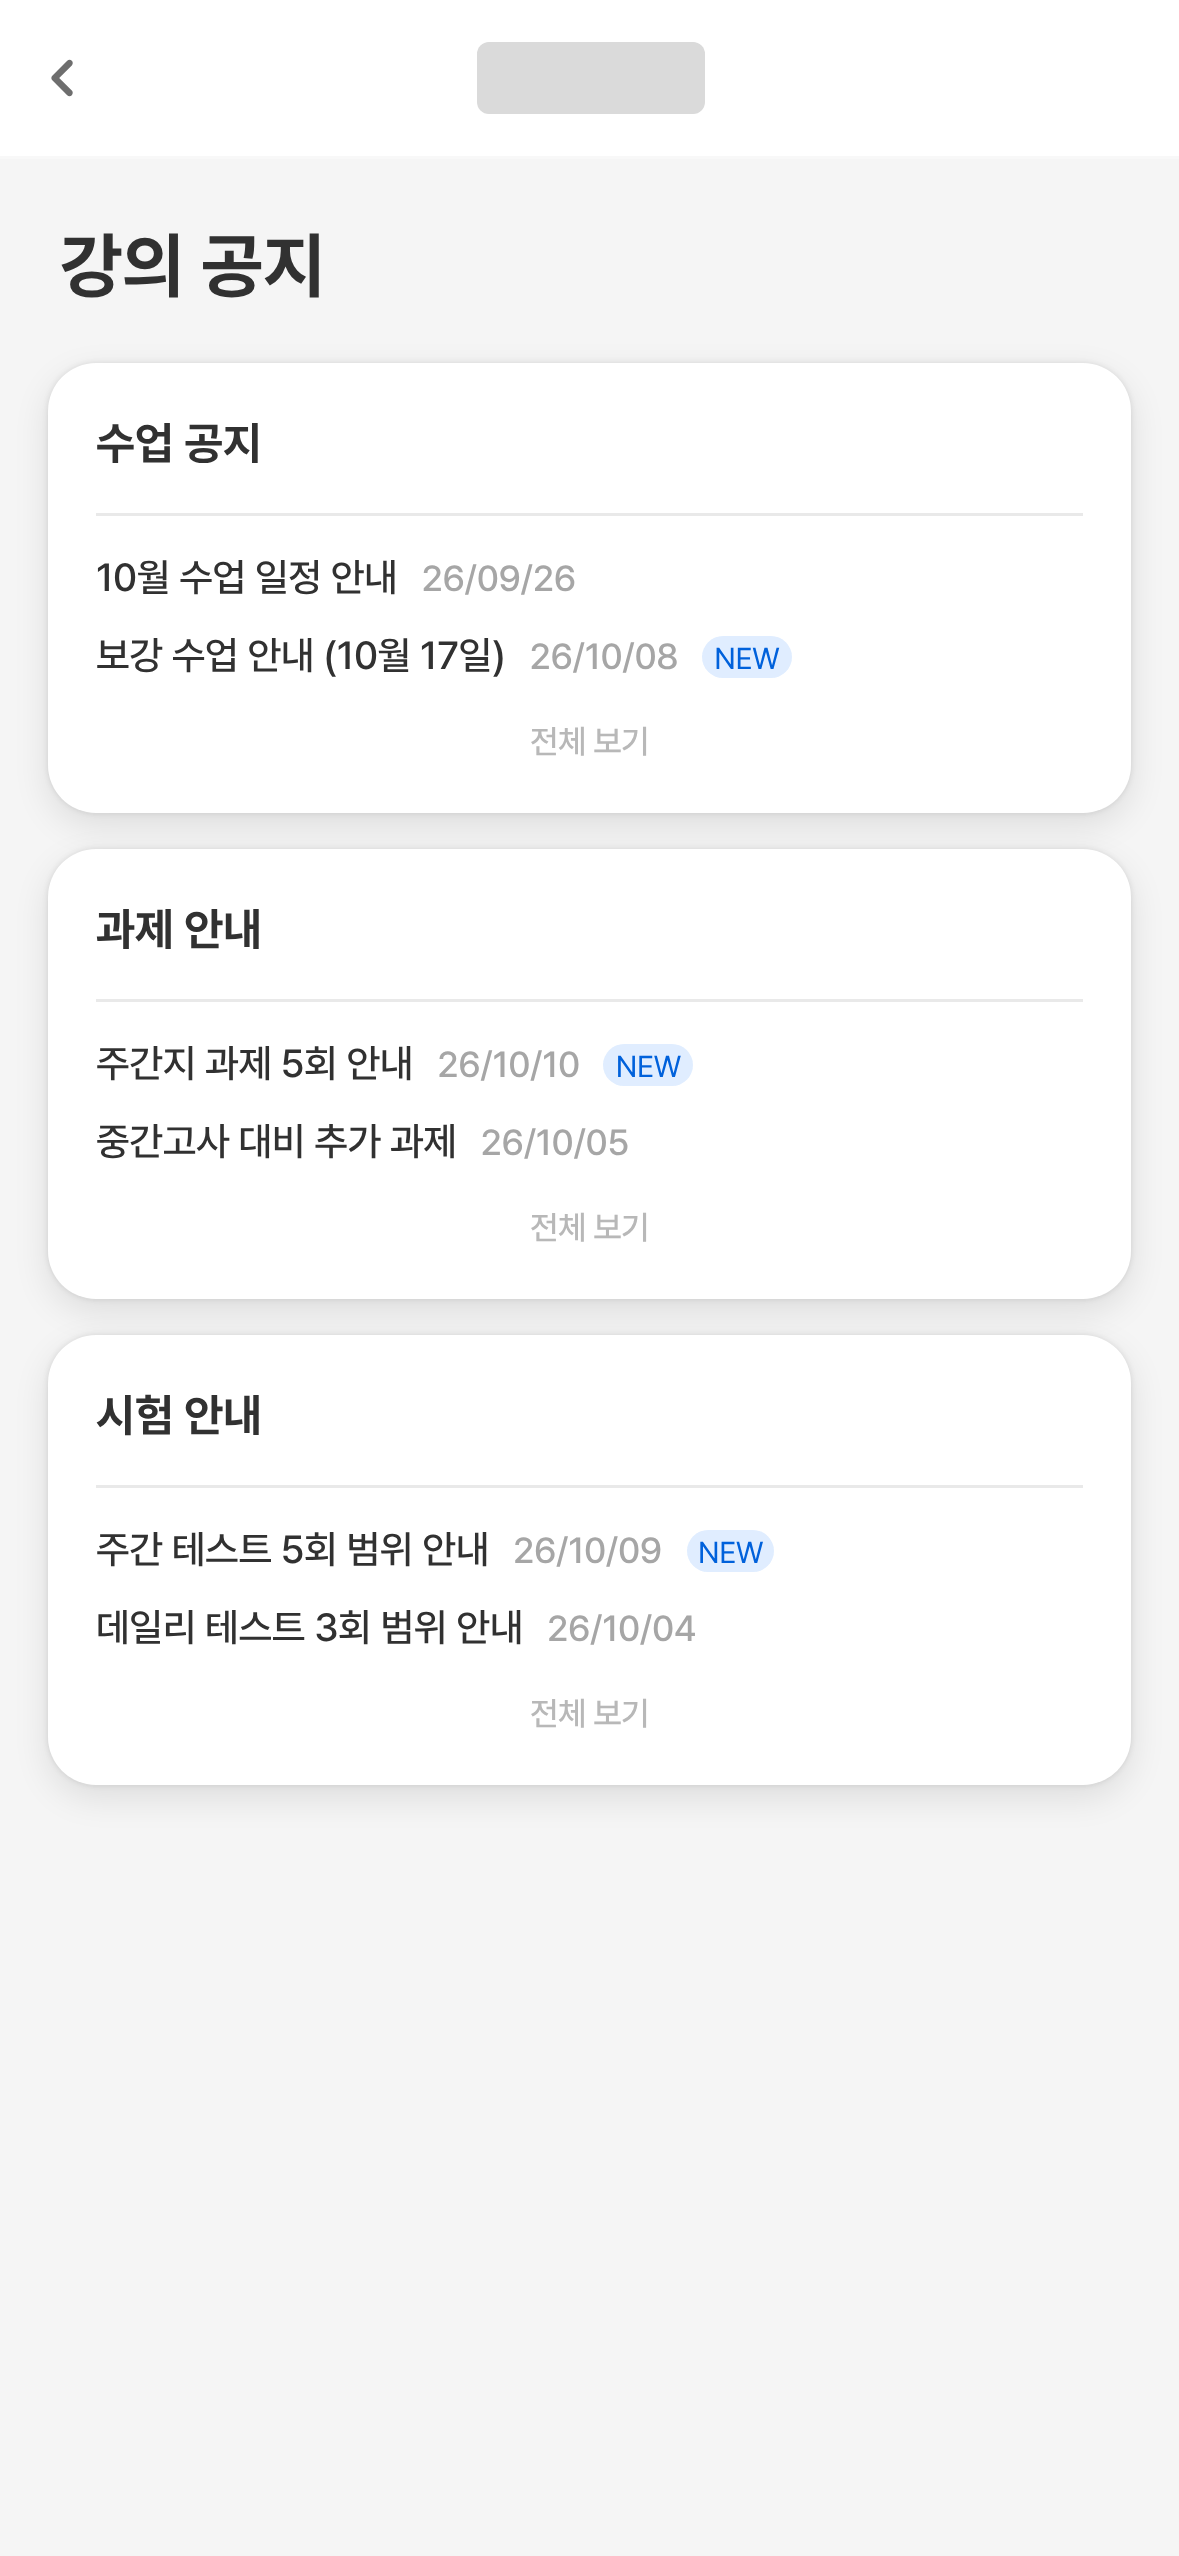 강의 공지
수업 공지
10월 수업 일정 안내 26/09/26
보강 수업 안내 (10월 17일) 26/10/08 NEW
전체 보기
과제 안내
주간지 과제 5회 안내 26/10/10 NEW
중간고사 대비 추가 과제 26/10/05
전체 보기
시험 안내
주간 테스트 5회 범위 안내 26/10/09 NEW
데일리 테스트 3회 범위 안내 26/10/04
전체 보기